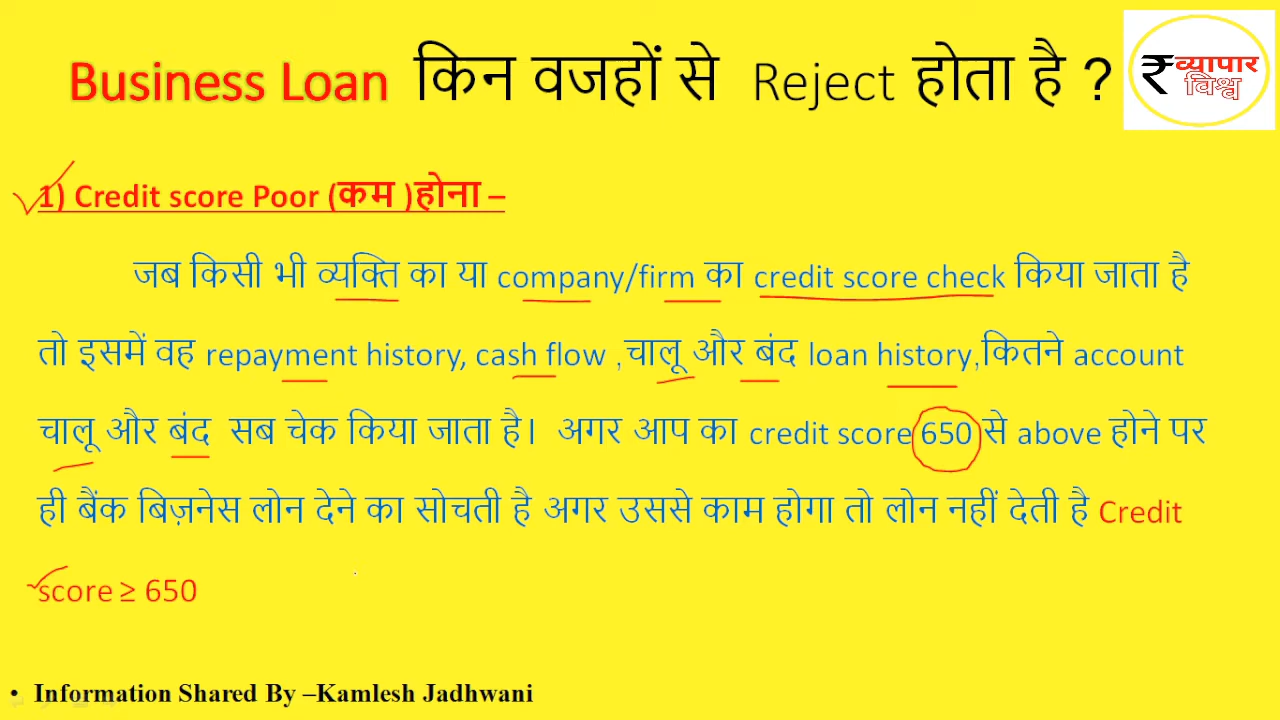 Business Loan किन वजहों से Reject होता है ?
₹ व्यापार
विश्व
1) Credit score Poor (कम )होना –
जब किसी भी व्यक्ति का या company/firm का credit score check किया जाता है
तो इसमें वह repayment history, cash flow ,चालू और बंद loan history,कितने account
चालू और बंद सब चेक किया जाता है। अगर आप का credit score 650 से above होने पर
ही बैंक बिज़नेस लोन देने का सोचती है अगर उससे काम होगा तो लोन नहीं देती है Credit
score ≥ 650
• Information Shared By –Kamlesh Jadhwani